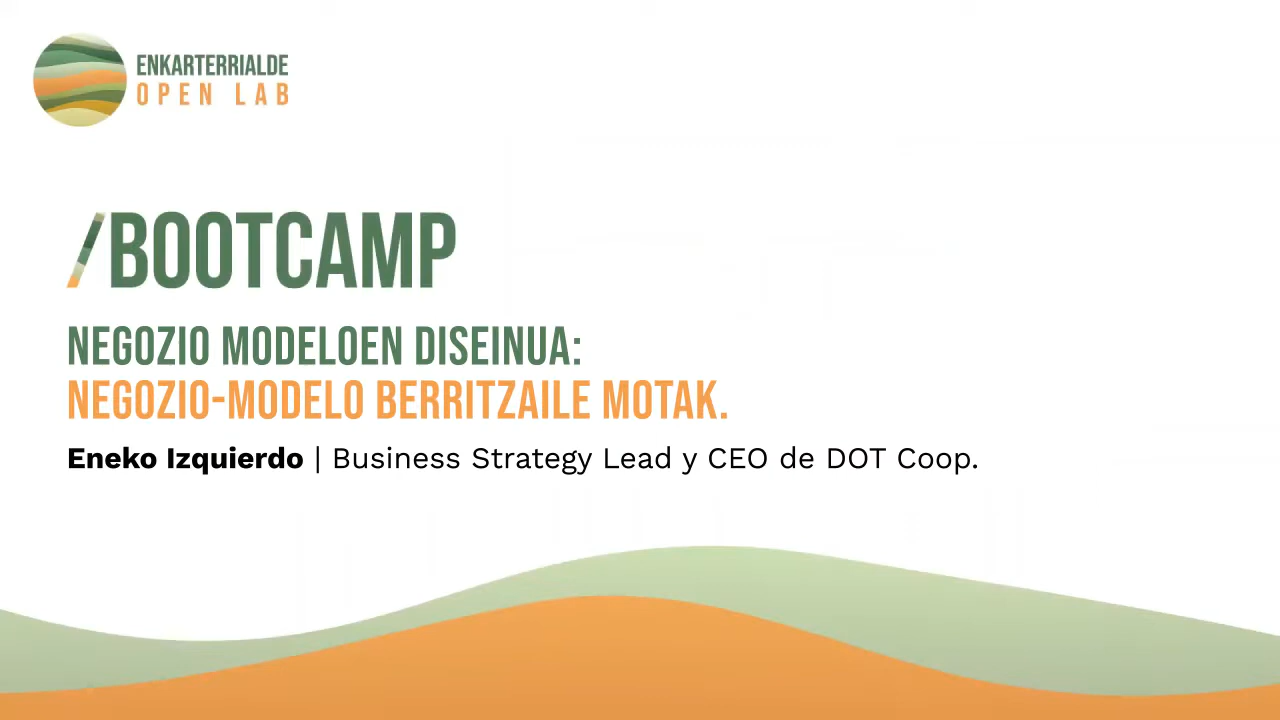 ENKARTERRIALDE
OPEN LAB
/BOOTCAMP
NEGOZIO MODELOEN DISEINUA:
NEGOZIO-MODELO BERRITZAILE MOTAK.
Eneko Izquierdo | Business Strategy Lead y CEO de DOT Coop.